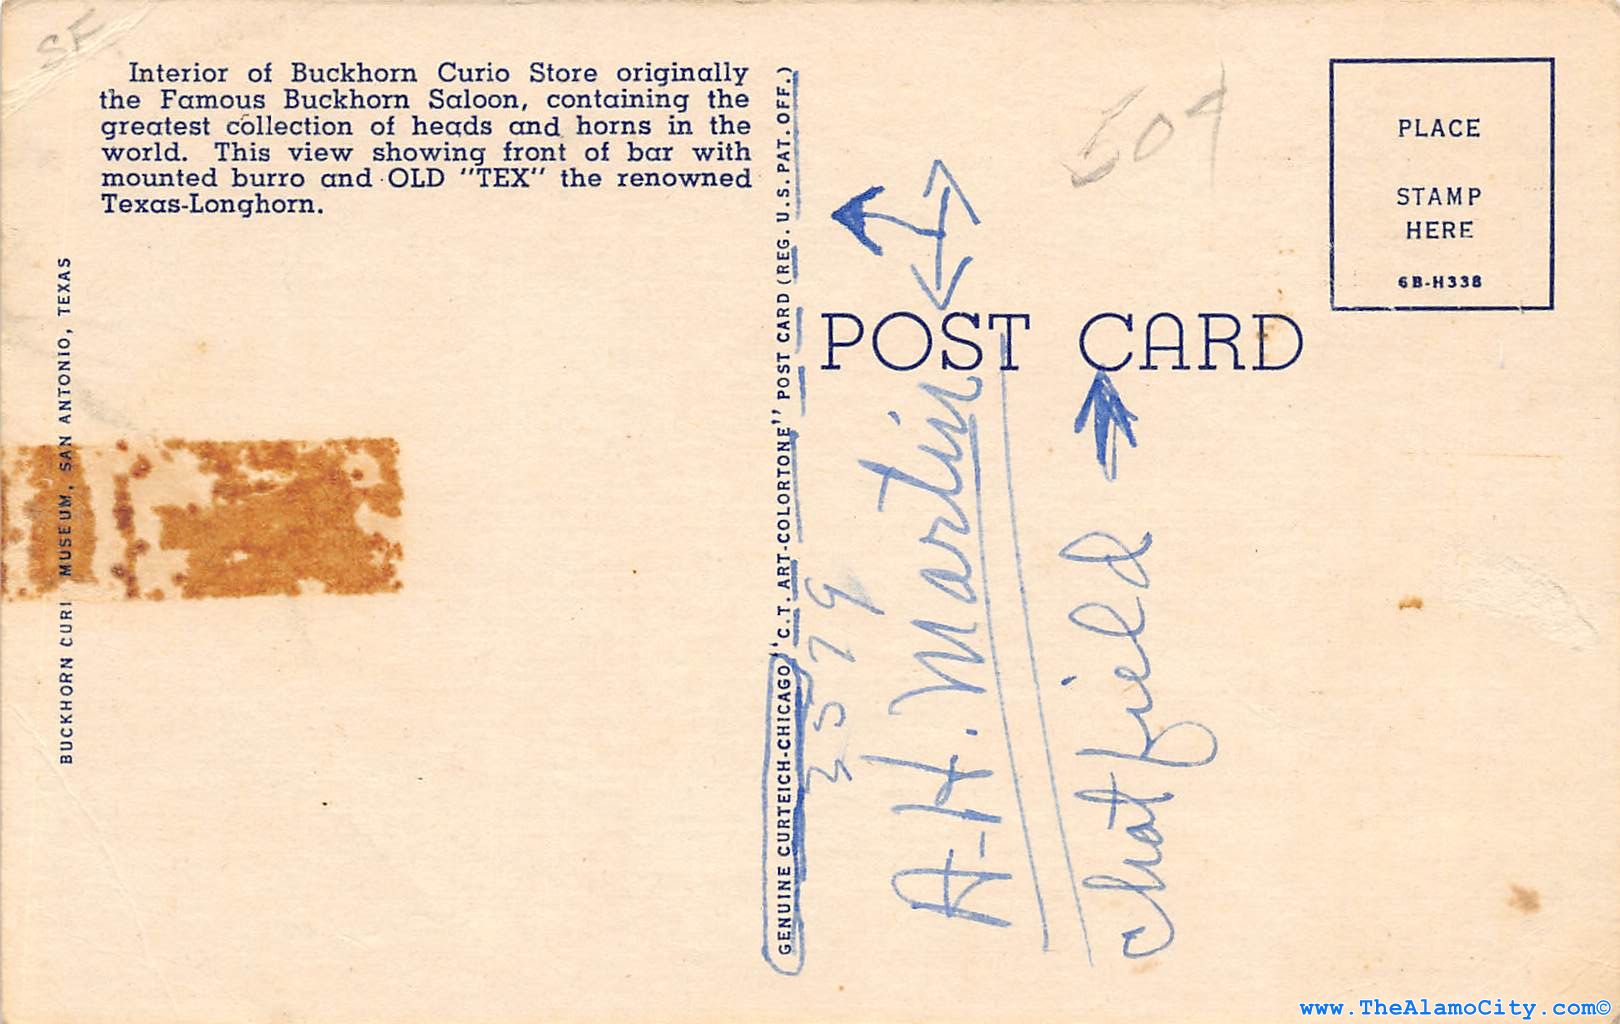 SF
Interior of Buckhorn Curio Store originally
the Famous Buckhorn Saloon, containing the
greatest collection of heads and horns in the
world. This view showing front of bar with
mounted burro and OLD "TEX" the renowned
Texas-Longhorn.
BUCKHORN CURI MUSEUM, SAN ANTONIO, TEXAS
GENUINE CURTEICH-CHICAGO "C.T. ART-COLORTONE" POST CARD (REG. U.S. PAT. OFF.)
POST CARD
PLACE
STAMP
HERE
6B-H338
3579
A-H. Martin
Chatfield
www.TheAlamoCity.com©